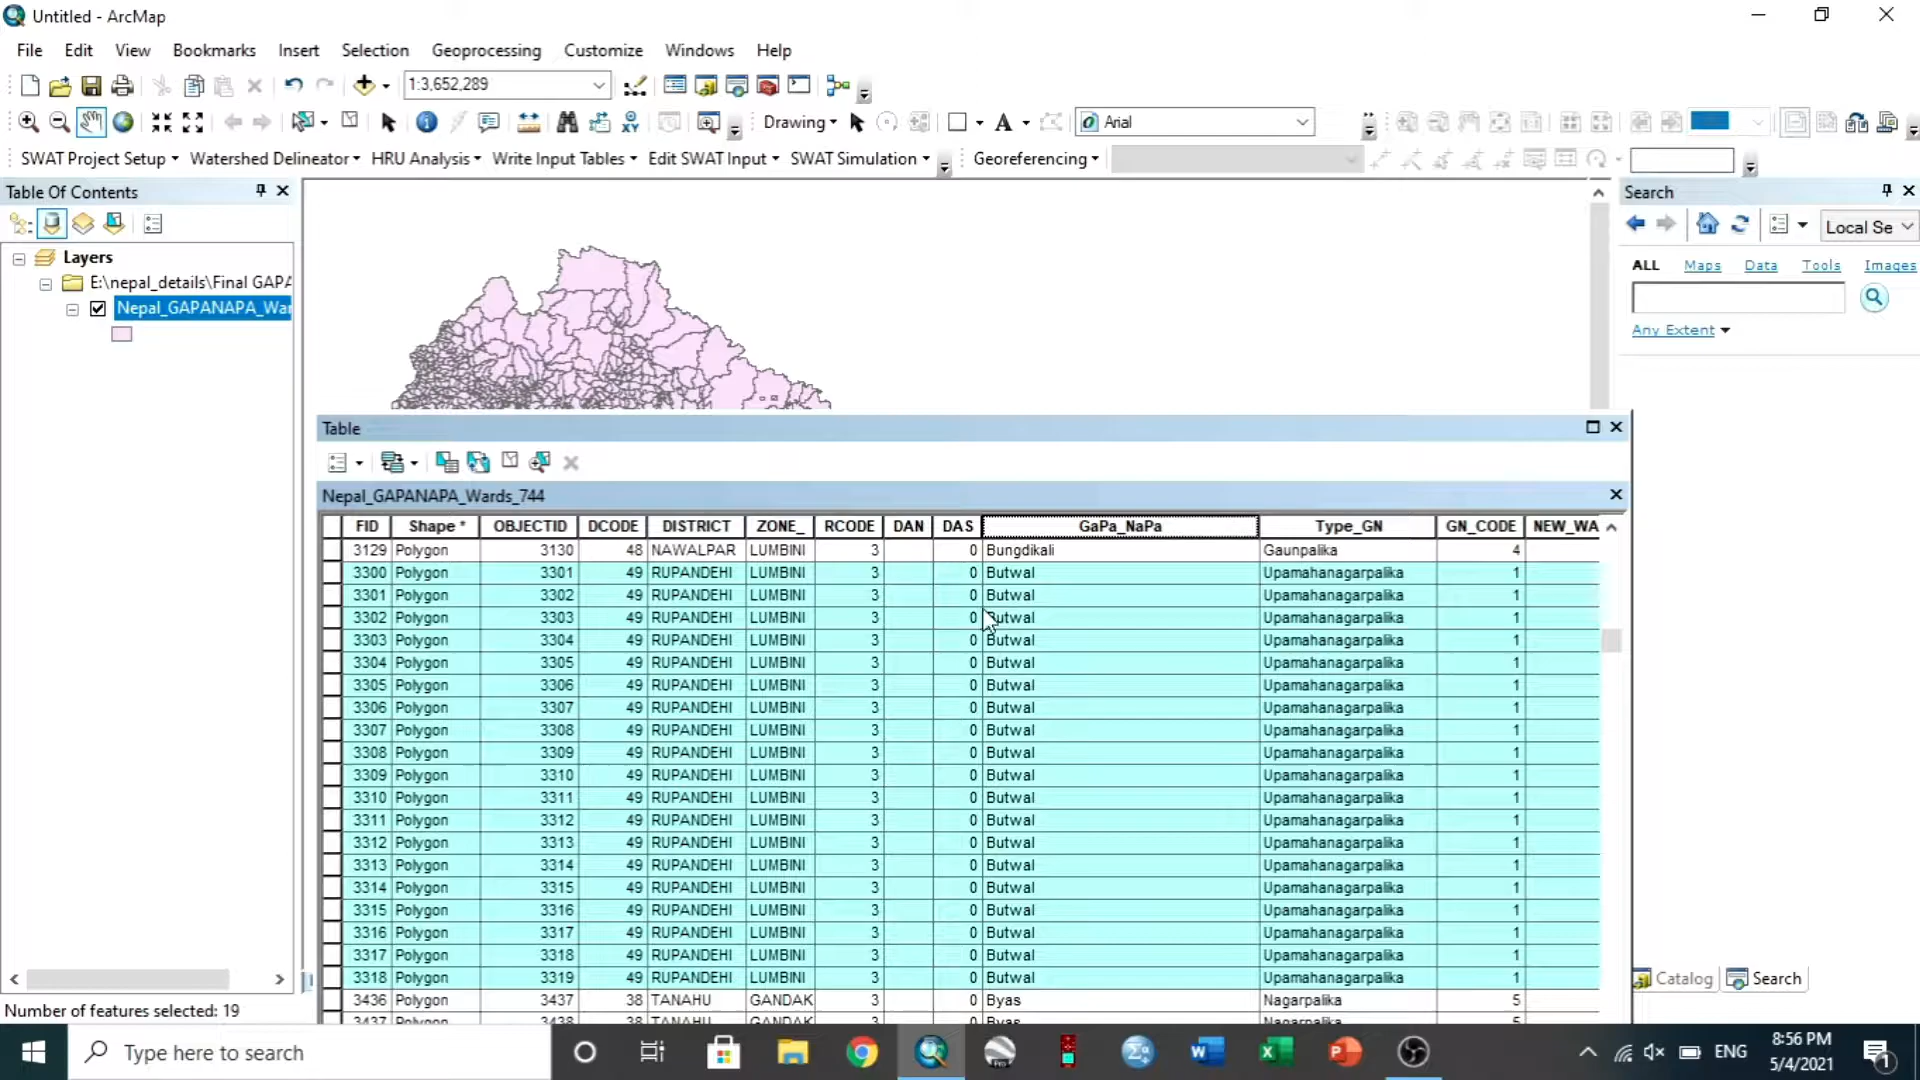 Untitled - ArcMap
File Edit View Bookmarks Insert Selection Geoprocessing Customize Windows Help
1:3,652,289
Drawing Arial
SWAT Project Setup Watershed Delineator HRU Analysis Write Input Tables Edit SWAT Input SWAT Simulation Georeferencing
Table Of Contents
Layers
E:\nepal_details\Final GAPA
Nepal_GAPANAPA_War
Search
Local Se
ALL Maps Data Tools Images
Any Extent
Table
Nepal_GAPANAPA_Wards_744
FID Shape * OBJECTID DCODE DISTRICT ZONE_ RCODE DAN DAS GaPa_NaPa Type_GN GN_CODE NEW_WA
3129 Polygon 3130 48 NAWALPAR LUMBINI 3 0 Bungdikali Gaunpalika 4
3300 Polygon 3301 49 RUPANDEHI LUMBINI 3 0 Butwal Upamahanagarpalika 1
3301 Polygon 3302 49 RUPANDEHI LUMBINI 3 0 Butwal Upamahanagarpalika 1
3302 Polygon 3303 49 RUPANDEHI LUMBINI 3 0 Butwal Upamahanagarpalika 1
3303 Polygon 3304 49 RUPANDEHI LUMBINI 3 0 Butwal Upamahanagarpalika 1
3304 Polygon 3305 49 RUPANDEHI LUMBINI 3 0 Butwal Upamahanagarpalika 1
3305 Polygon 3306 49 RUPANDEHI LUMBINI 3 0 Butwal Upamahanagarpalika 1
3306 Polygon 3307 49 RUPANDEHI LUMBINI 3 0 Butwal Upamahanagarpalika 1
3307 Polygon 3308 49 RUPANDEHI LUMBINI 3 0 Butwal Upamahanagarpalika 1
3308 Polygon 3309 49 RUPANDEHI LUMBINI 3 0 Butwal Upamahanagarpalika 1
3309 Polygon 3310 49 RUPANDEHI LUMBINI 3 0 Butwal Upamahanagarpalika 1
3310 Polygon 3311 49 RUPANDEHI LUMBINI 3 0 Butwal Upamahanagarpalika 1
3311 Polygon 3312 49 RUPANDEHI LUMBINI 3 0 Butwal Upamahanagarpalika 1
3312 Polygon 3313 49 RUPANDEHI LUMBINI 3 0 Butwal Upamahanagarpalika 1
3313 Polygon 3314 49 RUPANDEHI LUMBINI 3 0 Butwal Upamahanagarpalika 1
3314 Polygon 3315 49 RUPANDEHI LUMBINI 3 0 Butwal Upamahanagarpalika 1
3315 Polygon 3316 49 RUPANDEHI LUMBINI 3 0 Butwal Upamahanagarpalika 1
3316 Polygon 3317 49 RUPANDEHI LUMBINI 3 0 Butwal Upamahanagarpalika 1
3317 Polygon 3318 49 RUPANDEHI LUMBINI 3 0 Butwal Upamahanagarpalika 1
3318 Polygon 3319 49 RUPANDEHI LUMBINI 3 0 Butwal Upamahanagarpalika 1
3436 Polygon 3437 38 TANAHU GANDAK 3 0 Byas Nagarpalika 5
3437 Polygon 3438 38 TANAHU GANDAK 3 0 Byas Nagarpalika 5
Catalog Search
Number of features selected: 19
Type here to search
ENG
8:56 PM
5/4/2021
1